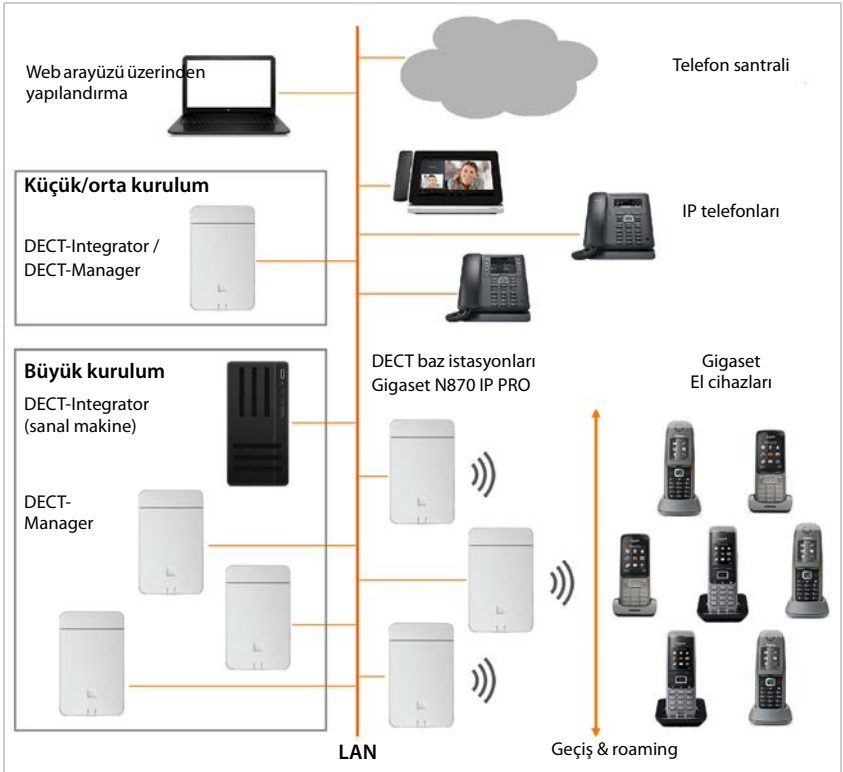 Web arayüzü üzerinden
yapılandırma
Telefon santrali
Küçük/orta kurulum
DECT-Integrator /
DECT-Manager
IP telefonları
Büyük kurulum
DECT-Integrator
(sanal makine)
DECT-
Manager
DECT baz istasyonları
Gigaset N870 IP PRO
Gigaset
El cihazları
LAN
Geçiş & roaming